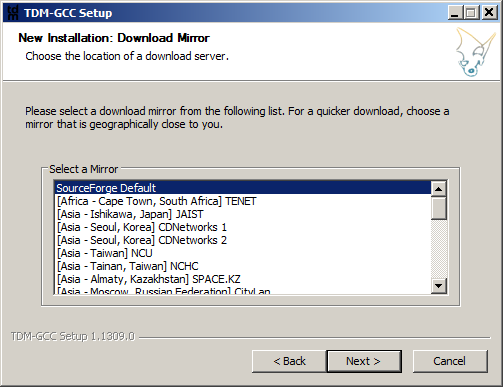 TDM-GCC Setup
New Installation: Download Mirror
Choose the location of a download server.
Please select a download mirror from the following list. For a quicker download, choose a
mirror that is geographically close to you.
Select a Mirror
SourceForge Default
[Africa - Cape Town, South Africa] TENET
[Asia - Ishikawa, Japan] JAIST
[Asia - Seoul, Korea] CDNetworks 1
[Asia - Seoul, Korea] CDNetworks 2
[Asia - Taiwan] NCU
[Asia - Tainan, Taiwan] NCHC
[Asia - Almaty, Kazakhstan] SPACE.KZ
[Asia - Moscow, Russian Federation] CityLan
TDM-GCC Setup 1.1309.0
< Back
Next >
Cancel